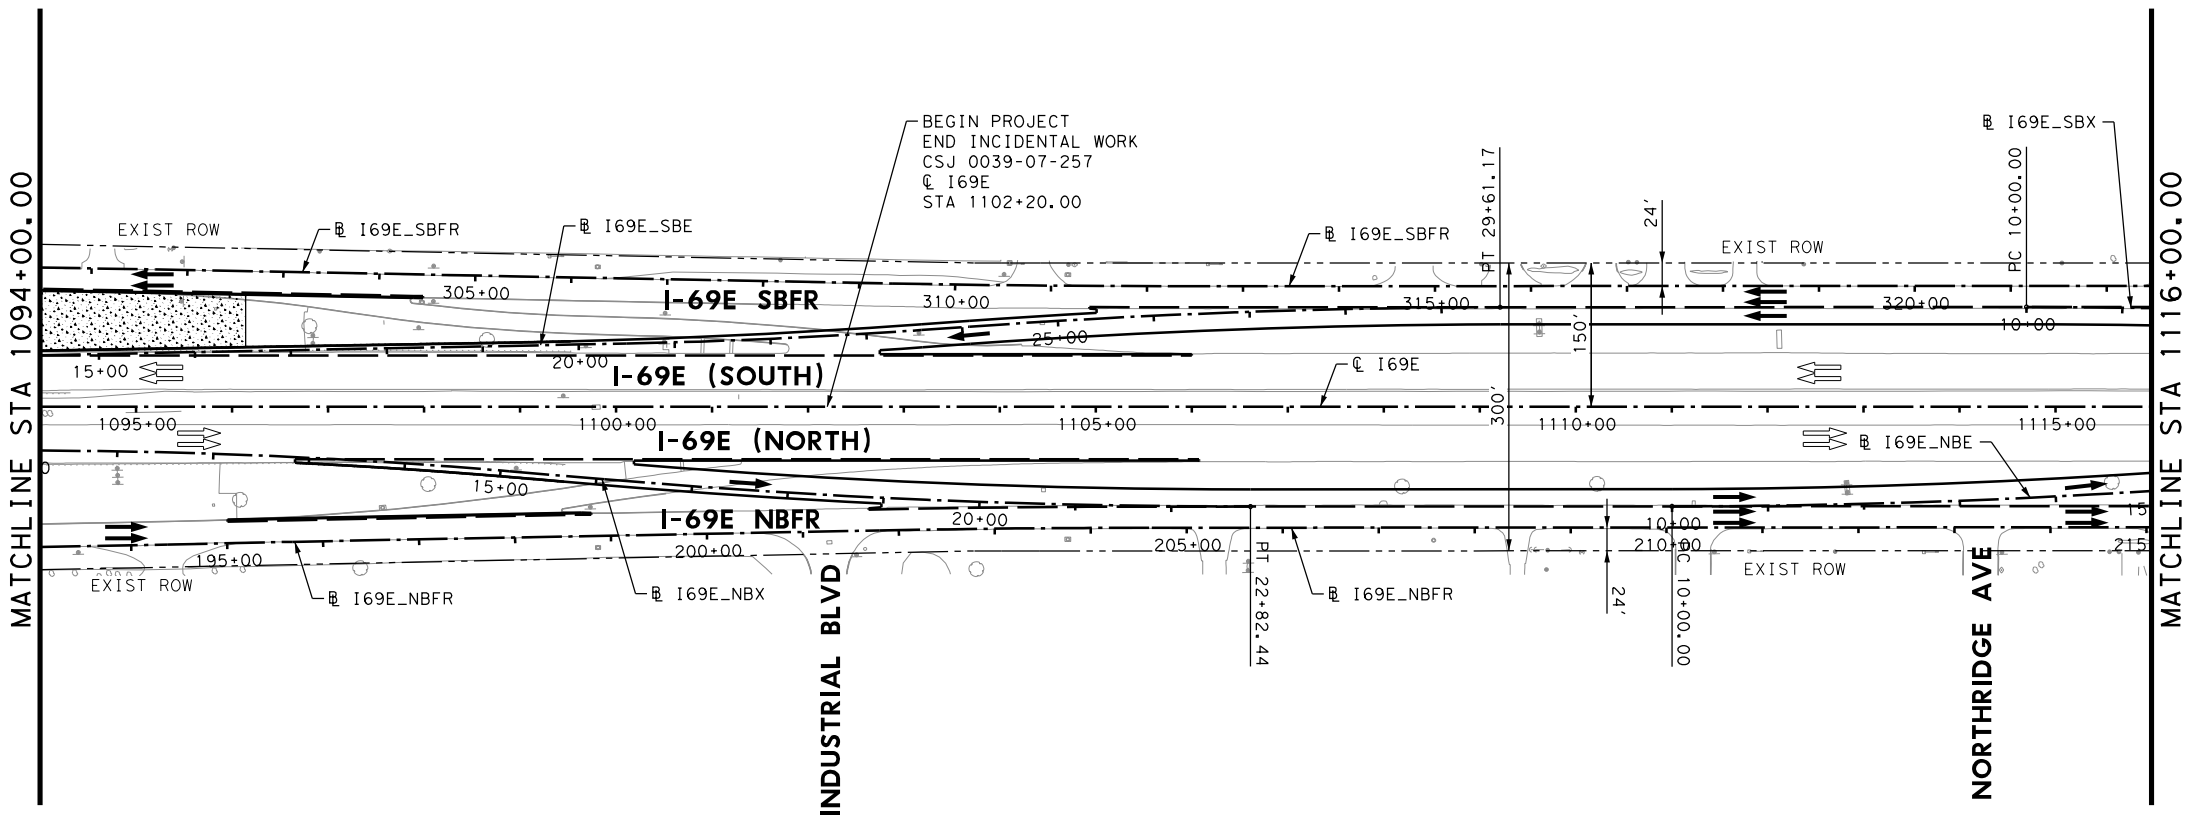 MATCHLINE STA 1094+00.00
BEGIN PROJECT
END INCIDENTAL WORK
CSJ 0039-07-257
℄ I69E
STA 1102+20.00
PT 29+61.17
24'
PC 10+00.00
I69E_SBX
MATCHLINE STA 1116+00.00
EXIST ROW
I69E_SBFR
I69E_SBE
I69E_SBFR
EXIST ROW
305+00
I-69E SBFR
310+00
315+00
320+00
10+00
150'
25+00
15+00
20+00
I-69E (SOUTH)
℄ I69E
300'
1095+00
1100+00
1105+00
1110+00
1115+00
I-69E (NORTH)
I69E_NBE
15+00
20+00
I-69E NBFR
10+00
15
195+00
200+00
205+00
210+00
215
EXIST ROW
I69E_NBFR
I69E_NBX
PT 22+82.44
I69E_NBFR
24'
PC 10+00.00
EXIST ROW
INDUSTRIAL BLVD
NORTHRIDGE AVE